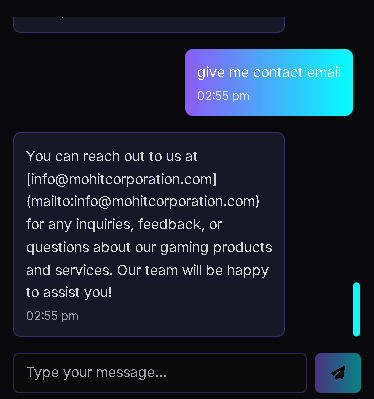 give me contact email
02:55 pm
You can reach out to us at
[info@mohitcorporation.com]
(mailto:info@mohitcorporation.com)
for any inquiries, feedback, or
questions about our gaming products
and services. Our team will be happy
to assist you!
02:55 pm
Type your message...